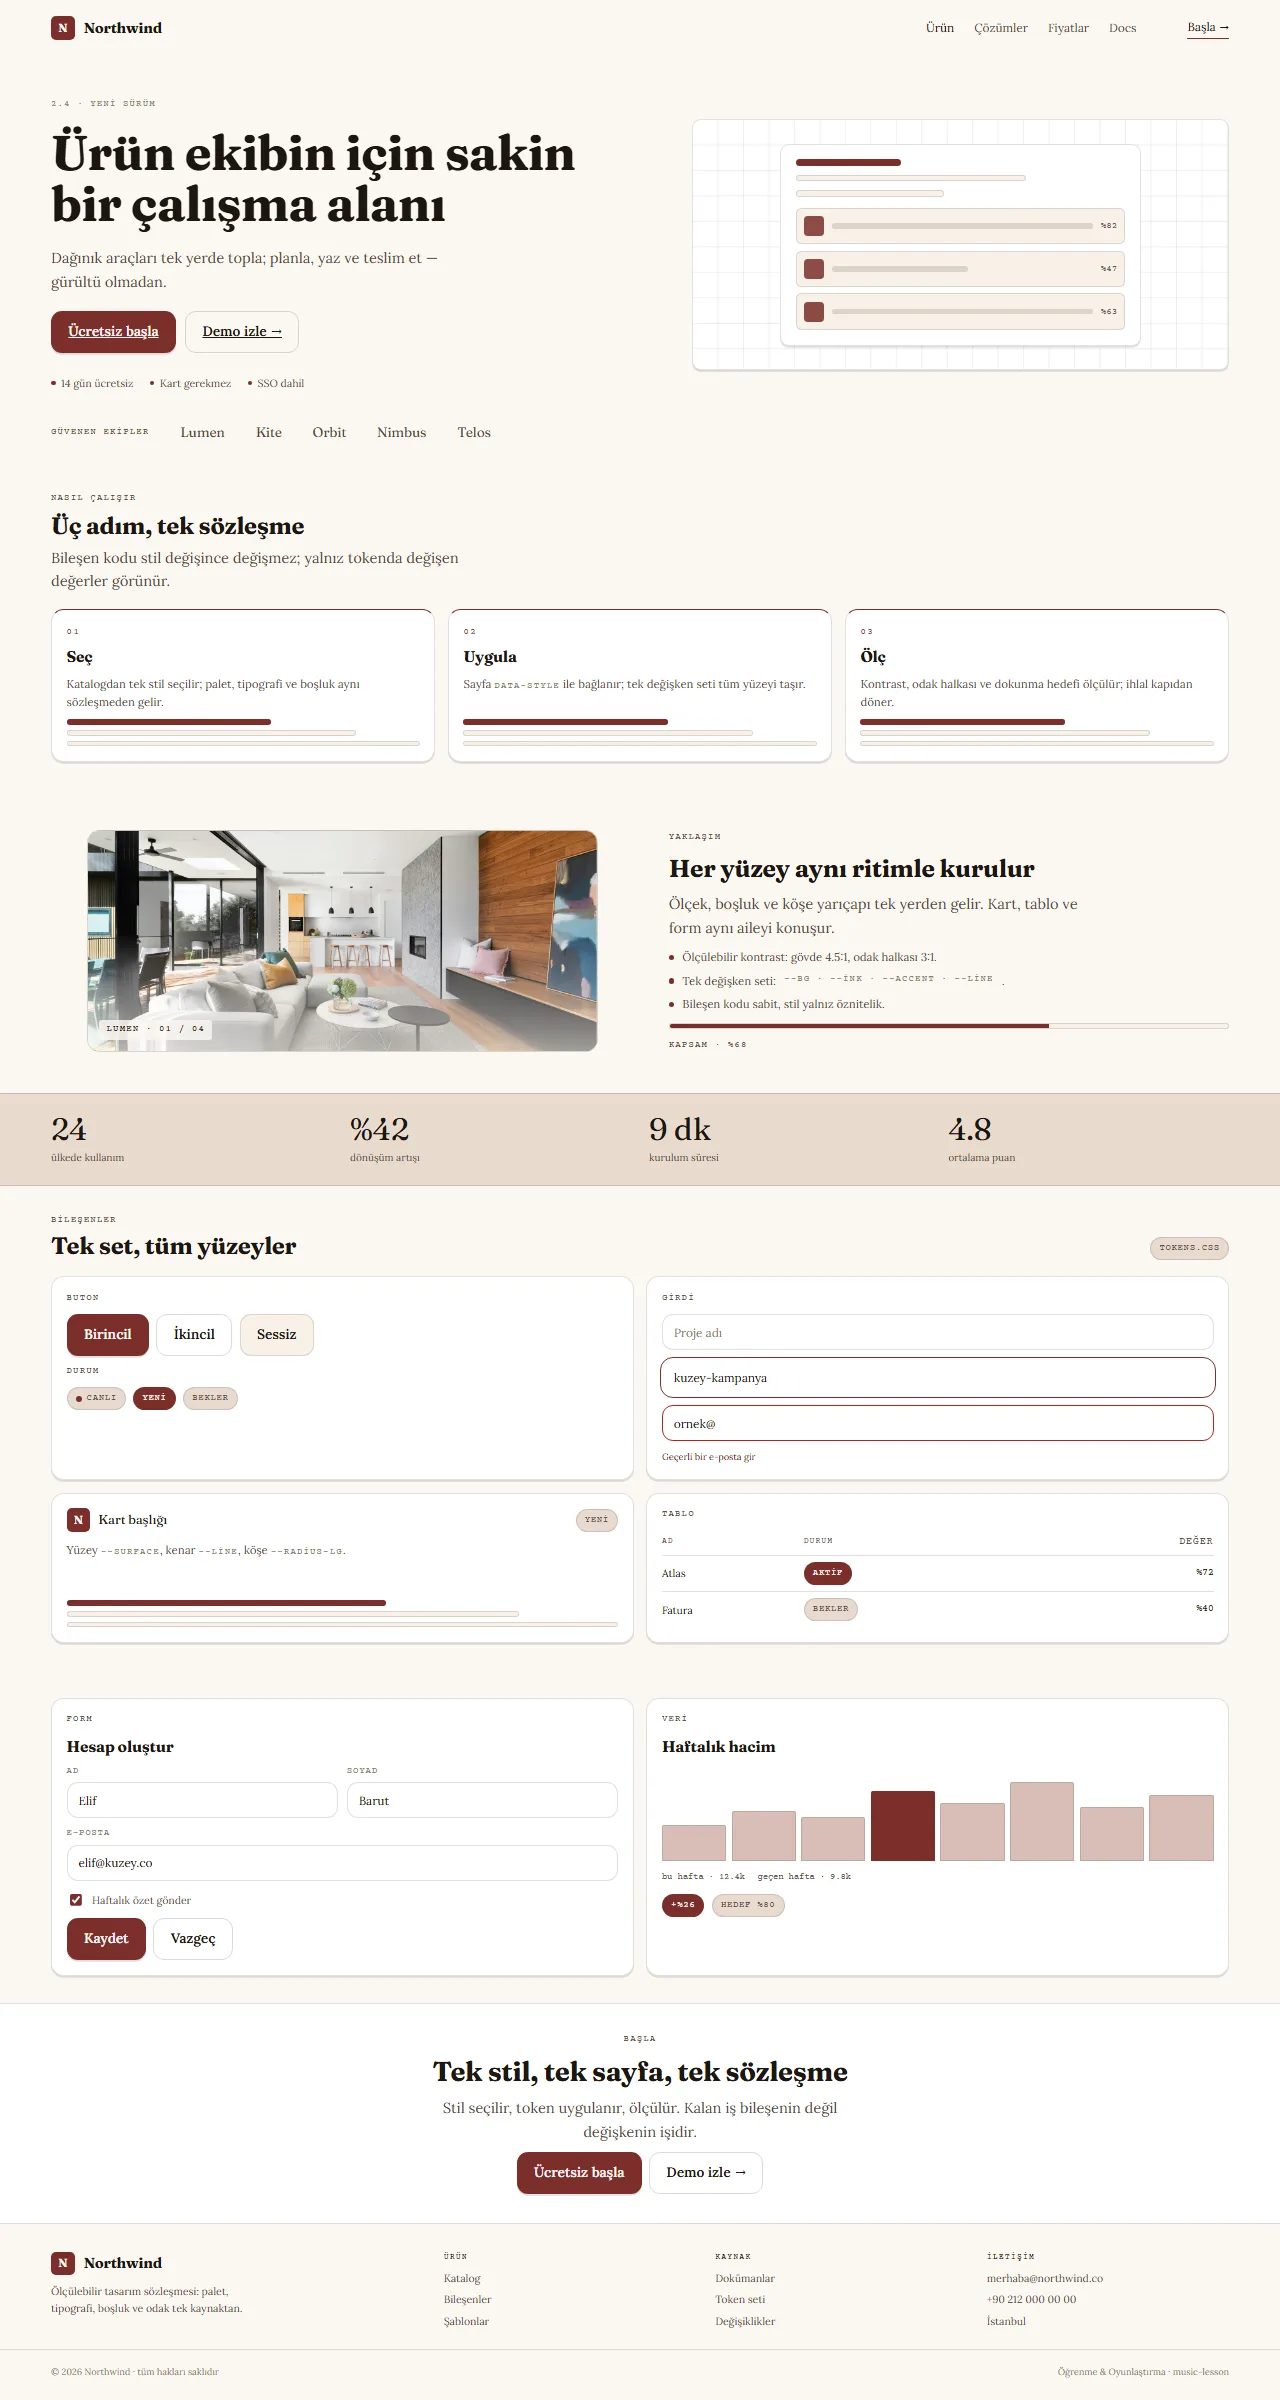 N Northwind
Ürün Çözümler Fiyatlar Docs Başla →
2.4 · YENİ SÜRÜM
Ürün ekibin için sakin
bir çalışma alanı
Dağınık araçları tek yerde topla; planla, yaz ve teslim et —
gürültü olmadan.
Ücretsiz başla Demo izle →
14 gün ücretsiz Kart gerekmez SSO dahil
%82
%47
%63
GÜVENEN EKİPLER Lumen Kite Orbit Nimbus Telos
NASIL ÇALIŞIR
Üç adım, tek sözleşme
Bileşen kodu stil değişince değişmez; yalnız tokenda değişen
değerler görünür.
01
Seç
Katalogdan tek stil seçilir; palet, tipografi ve boşluk aynı
sözleşmeden gelir.
02
Uygula
Sayfa DATA-STYLE ile bağlanır; tek değişken seti tüm yüzeyi taşır.
03
Ölç
Kontrast, odak halkası ve dokunma hedefi ölçülür; ihlal kapıdan
döner.
LUMEN · 01 / 04
YAKLAŞIM
Her yüzey aynı ritimle kurulur
Ölçek, boşluk ve köşe yarıçapı tek yerden gelir. Kart, tablo ve
form aynı aileyi konuşur.
Ölçülebilir kontrast: gövde 4.5:1, odak halkası 3:1.
Tek değişken seti: --BG · --İNK · --ACCENT · --LİNE .
Bileşen kodu sabit, stil yalnız öznitelik.
KAPSAM · %68
24
ülkede kullanım
%42
dönüşüm artışı
9 dk
kurulum süresi
4.8
ortalama puan
BİLEŞENLER
Tek set, tüm yüzeyler
TOKENS.CSS
BUTON
Birincil İkincil Sessiz
DURUM
CANLI YENİ BEKLER
GİRDİ
Proje adı
kuzey-kampanya
ornek@
Geçerli bir e-posta gir
N Kart başlığı YENİ
Yüzey --SURFACE, kenar --LİNE, köşe --RADİUS-LG.
TABLO
AD DURUM DEĞER
Atlas AKTİF %72
Fatura BEKLER %40
FORM
Hesap oluştur
AD SOYAD
Elif Barut
E-POSTA
elif@kuzey.co
Haftalık özet gönder
Kaydet Vazgeç
VERİ
Haftalık hacim
bu hafta · 12.4k geçen hafta · 9.8k
+%26 HEDEF %80
BAŞLA
Tek stil, tek sayfa, tek sözleşme
Stil seçilir, token uygulanır, ölçülür. Kalan iş bileşenin değil
değişkenin işidir.
Ücretsiz başla Demo izle →
N Northwind
Ölçülebilir tasarım sözleşmesi: palet,
tipografi, boşluk ve odak tek kaynaktan.
ÜRÜN
Katalog
Bileşenler
Şablonlar
KAYNAK
Dokümanlar
Token seti
Değişiklikler
İLETİŞİM
merhaba@northwind.co
+90 212 000 00 00
İstanbul
© 2026 Northwind · tüm hakları saklıdır
Öğrenme & Oyunlaştırma · music-lesson